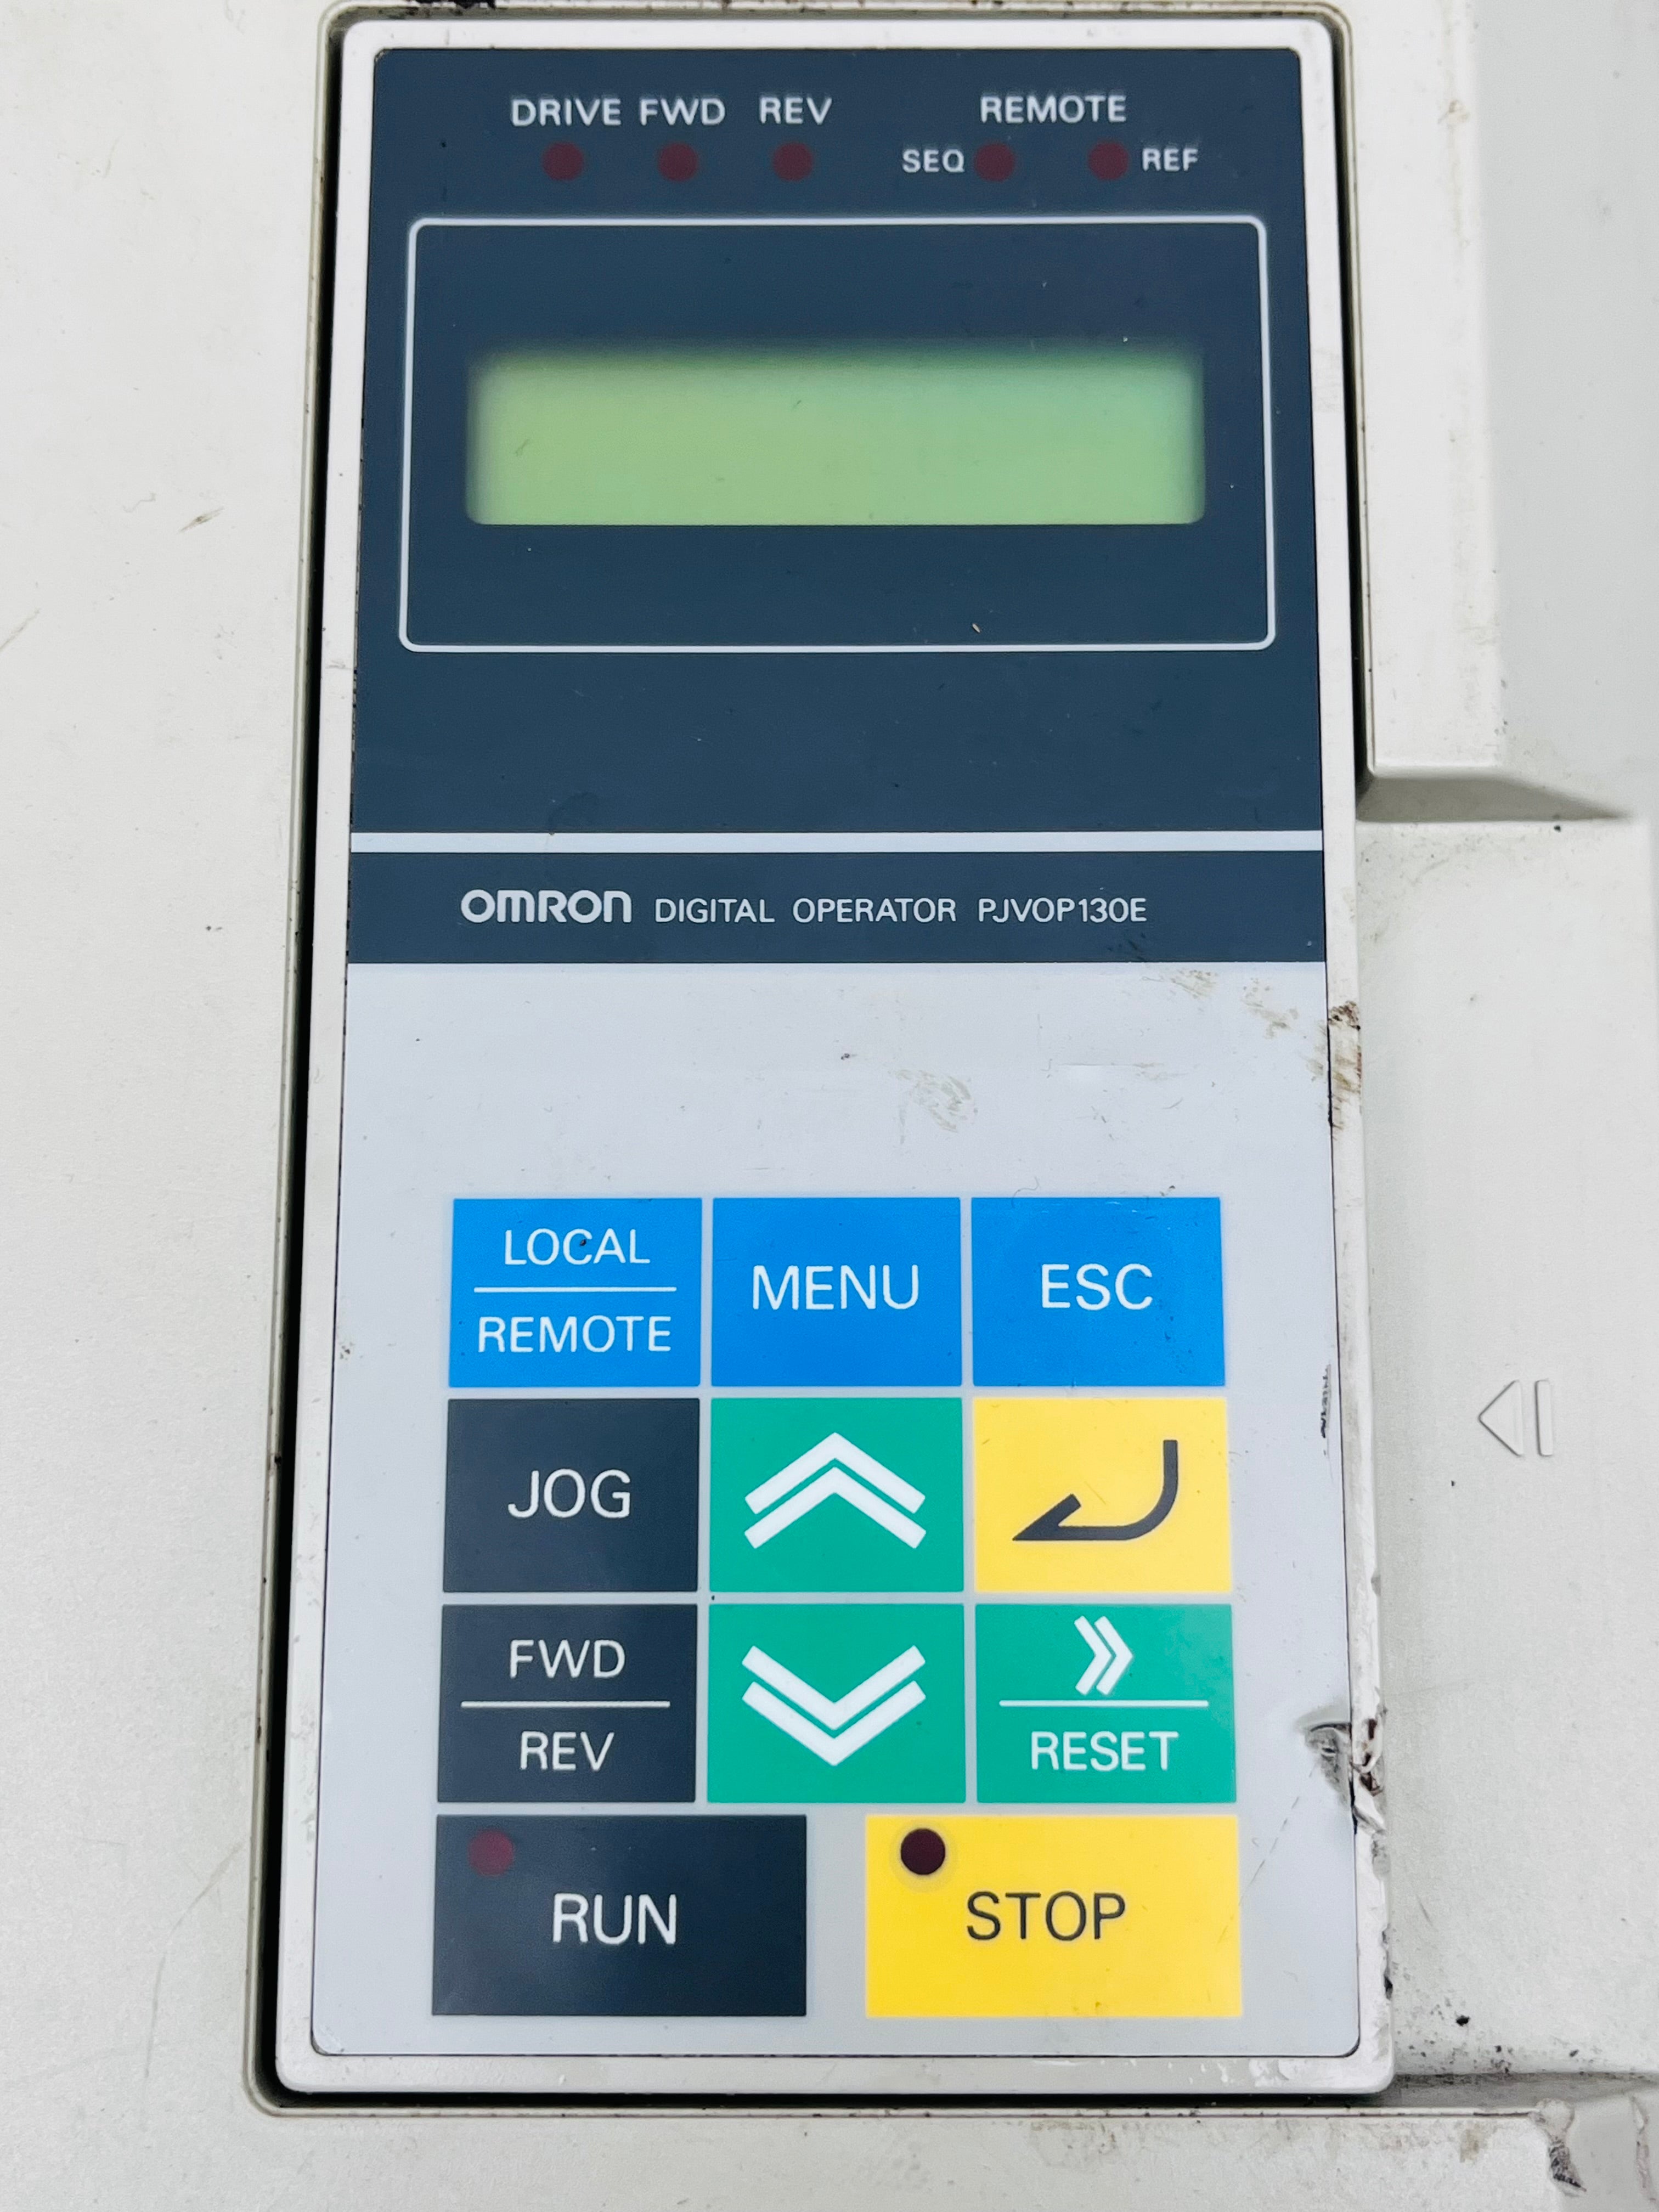 DRIVE FWD REV REMOTE
SEQ REF
OMRON DIGITAL OPERATOR PJVOP130E
LOCAL
REMOTE
MENU
ESC
JOG
FWD
REV
RESET
RUN
STOP